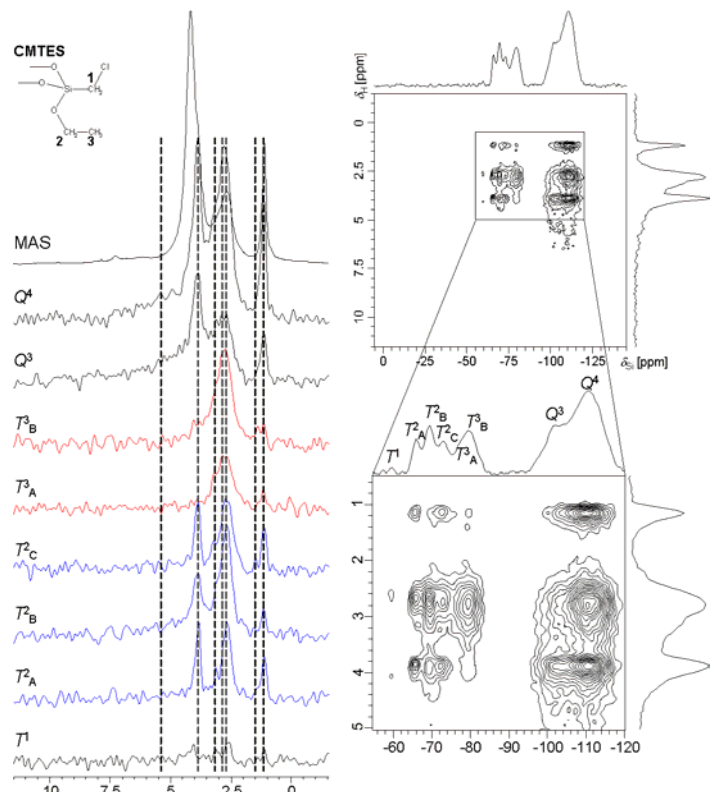 CMTES
Cl
1
O
Si
CH₂
O
O
CH₃
2
3
MAS
Q⁴
Q³
T³B
T³A
T²C
T²B
T²A
T¹
10
7.5
5
2.5
0
δH [ppm]
0
2.5
5
7.5
10
0
-25
-50
-75
-100
-125
δSi [ppm]
T¹
T²A
T²B
T²C
T³A
T³B
Q³
Q⁴
1
2
3
4
5
-60
-70
-80
-90
-100
-110
-120